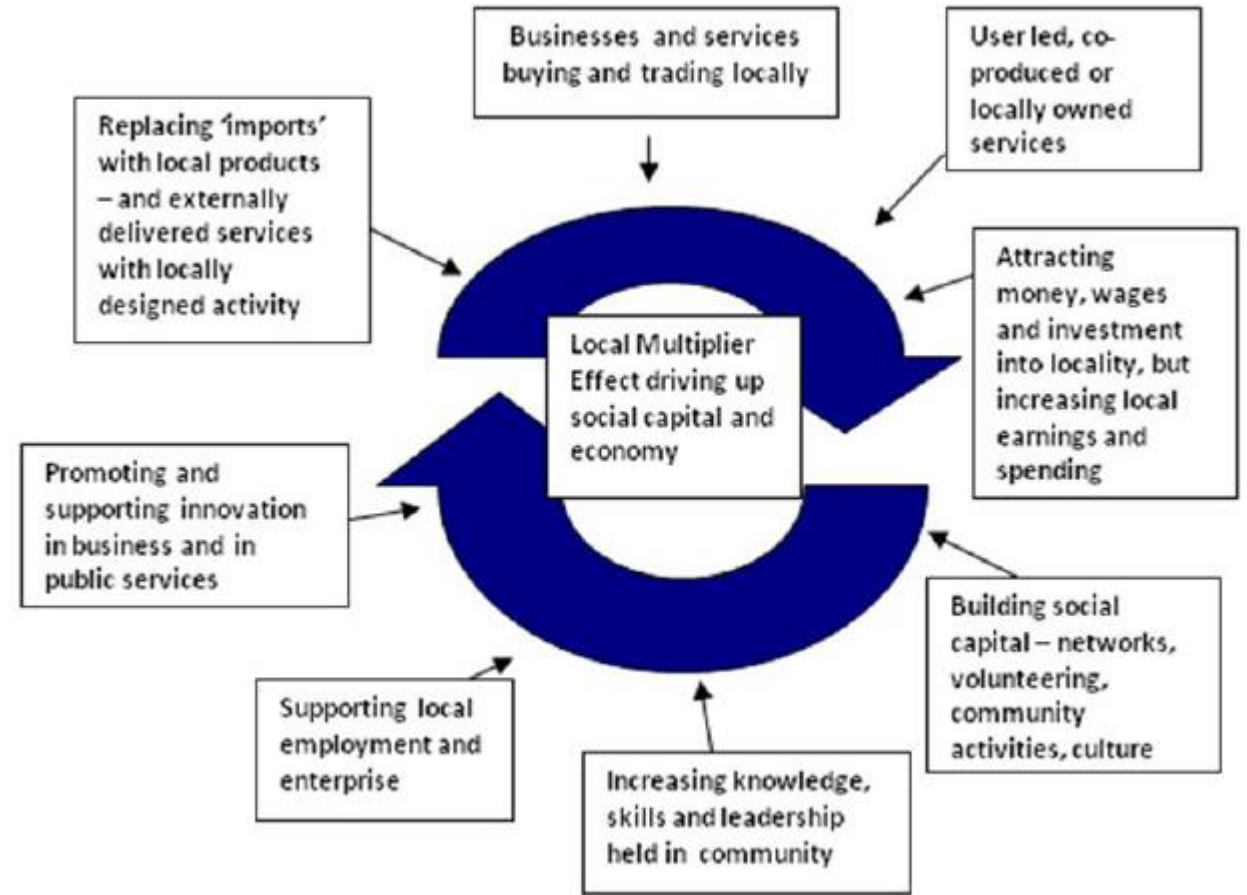 Businesses and services
buying and trading locally
User led, co-
produced or
locally owned
services
Replacing ‘imports’
with local products
– and externally
delivered services
with locally
designed activity
Attracting
money, wages
and investment
into locality, but
increasing local
earnings and
spending
Local Multiplier
Effect driving up
social capital and
economy
Promoting and
supporting innovation
in business and in
public services
Building social
capital – networks,
volunteering,
community
activities, culture
Supporting local
employment and
enterprise
Increasing knowledge,
skills and leadership
held in community